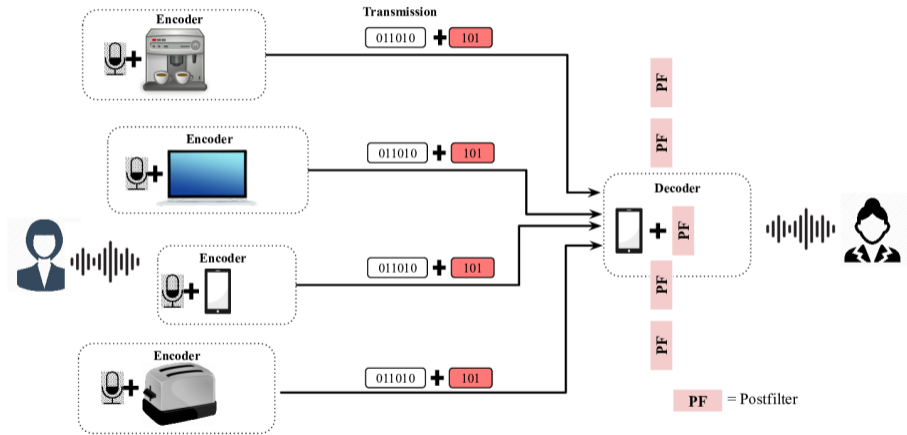 Transmission
Encoder
011010
101
PF
PF
Encoder
011010
101
Decoder
PF
Encoder
011010
101
PF
PF
Encoder
011010
101
PF = Postfilter